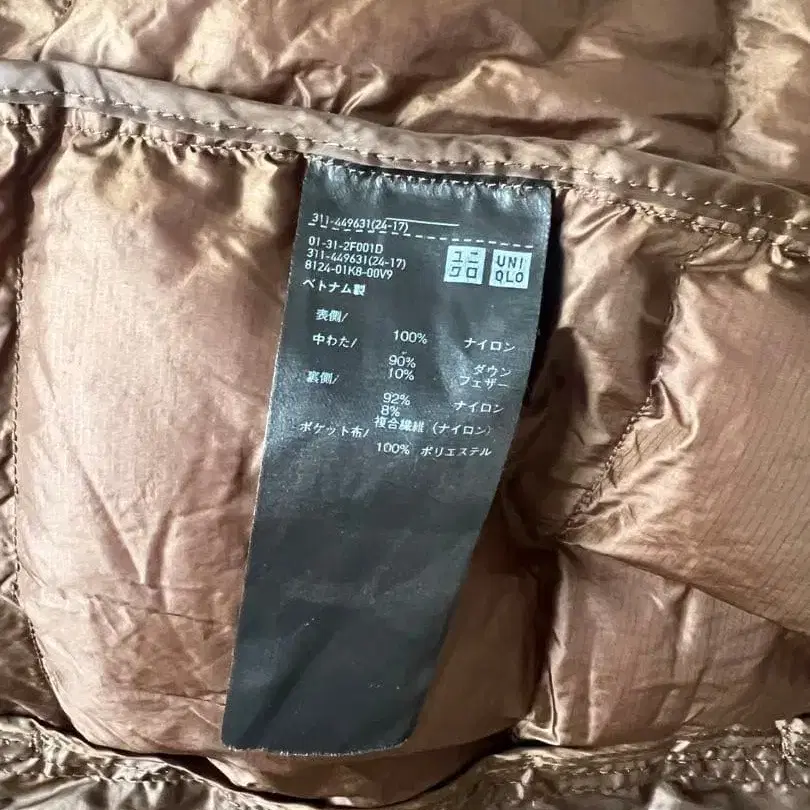 311-449631(24-17)
01-31-2F001D
311-449631(24-17)
8124-01K8-00V9
ユニ
クロ
UNI
QLO
ベトナム製
表側/
100% ナイロン
中わた/
90% ダウン
10% フェザー
裏側/
92% ナイロン
8% 複合繊維 (ナイロン)
ポケット布/
100% ポリエステル